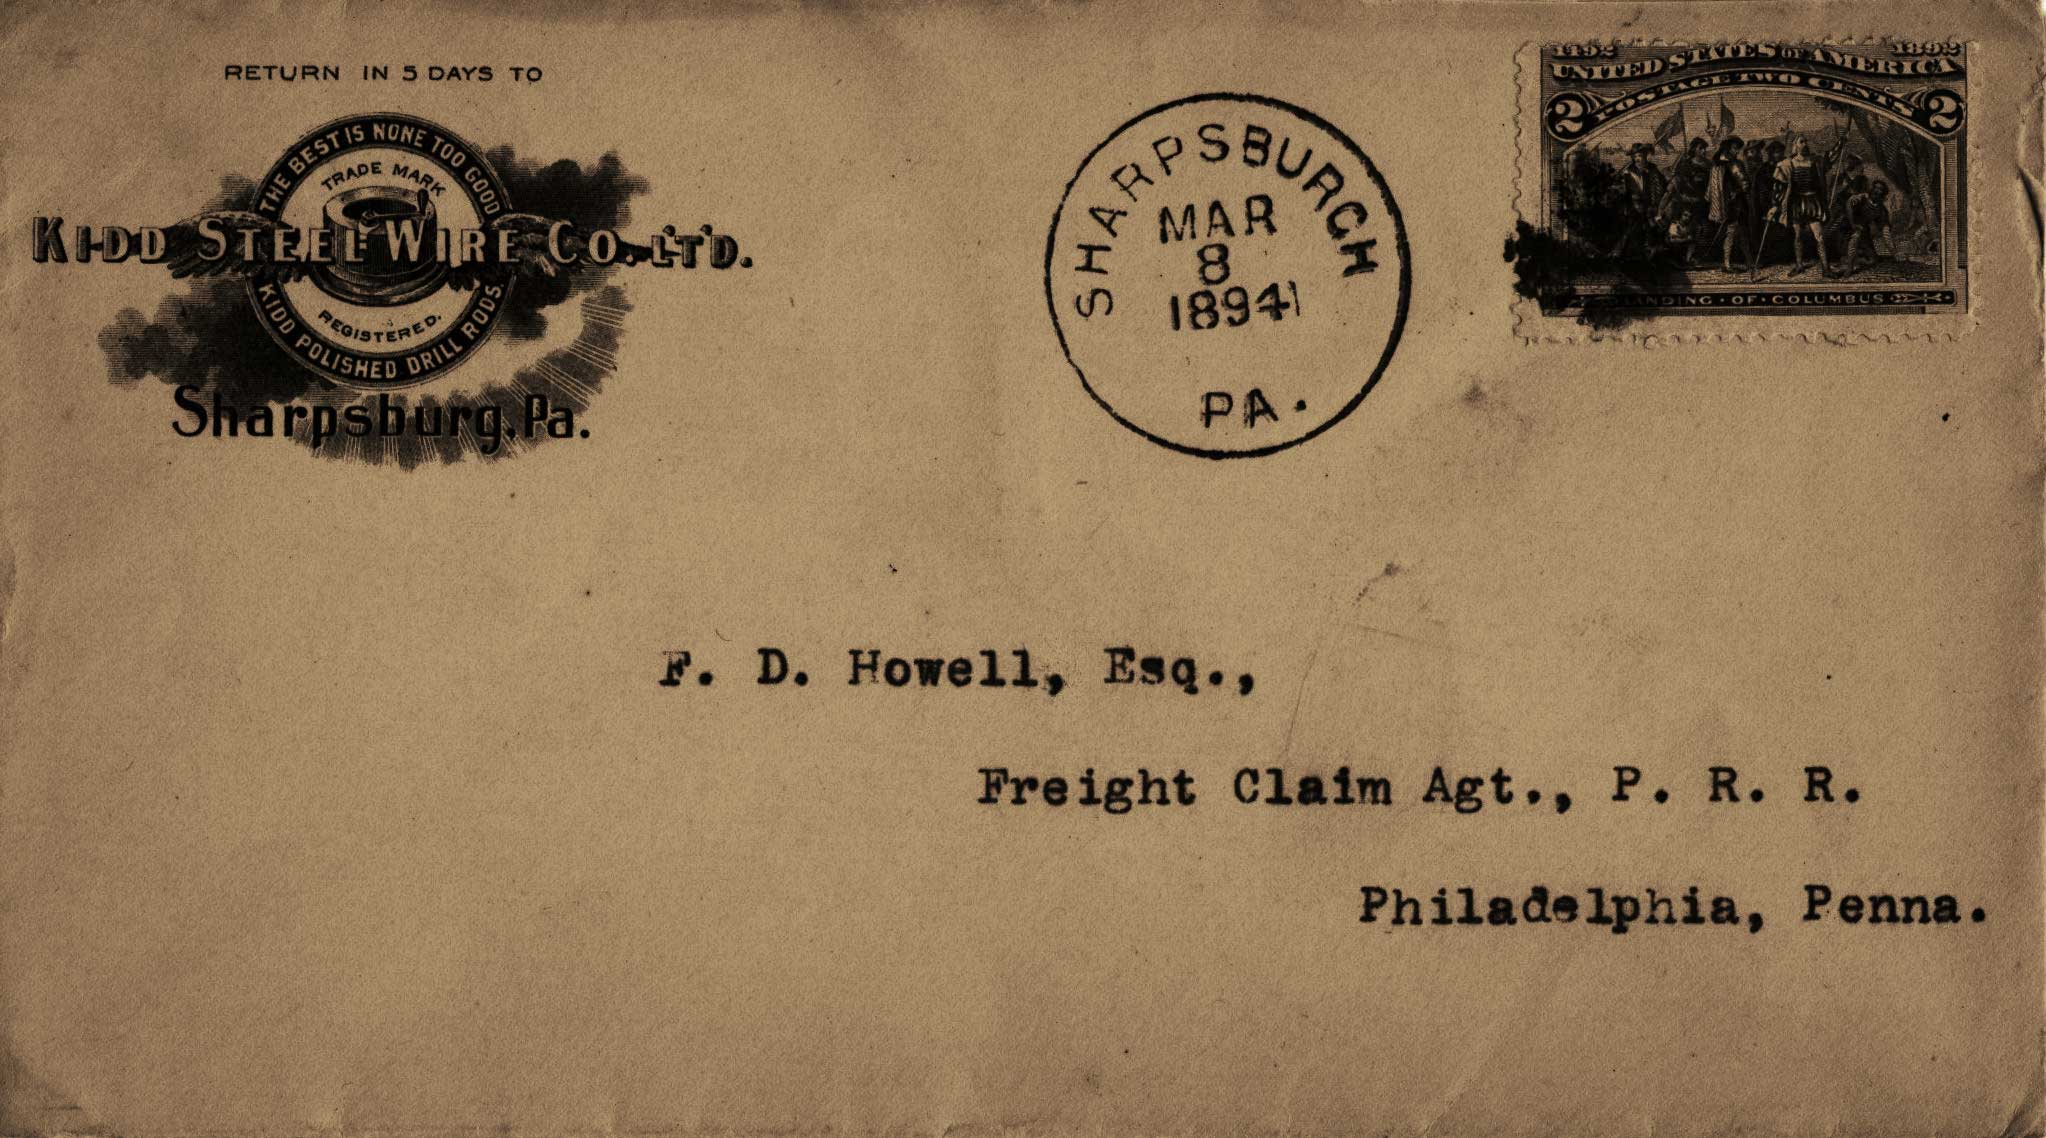 RETURN IN 5 DAYS TO
THE BEST IS NONE TOO GOOD
TRADE MARK
KIDD STEEL WIRE CO. L'T'D.
REGISTERED.
KIDD POLISHED DRILL RODS.
Sharpsburg, Pa.
SHARPSBURGH
MAR
8
1894
PA.
1492 1892
UNITED STATES OF AMERICA
POSTAGE TWO CENTS
2 2
LANDING · OF · COLUMBUS
F. D. Howell, Esq.,
Freight Claim Agt., P. R. R.
Philadelphia, Penna.